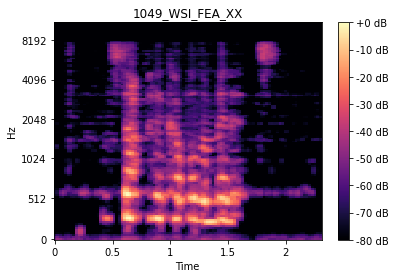 1049_WSI_FEA_XX
+0 dB
8192
-10 dB
4096
-20 dB
-30 dB
2048
Hz
-40 dB
1024
-50 dB
512
-60 dB
-70 dB
0
-80 dB
0
0.5
1
1.5
2
Time